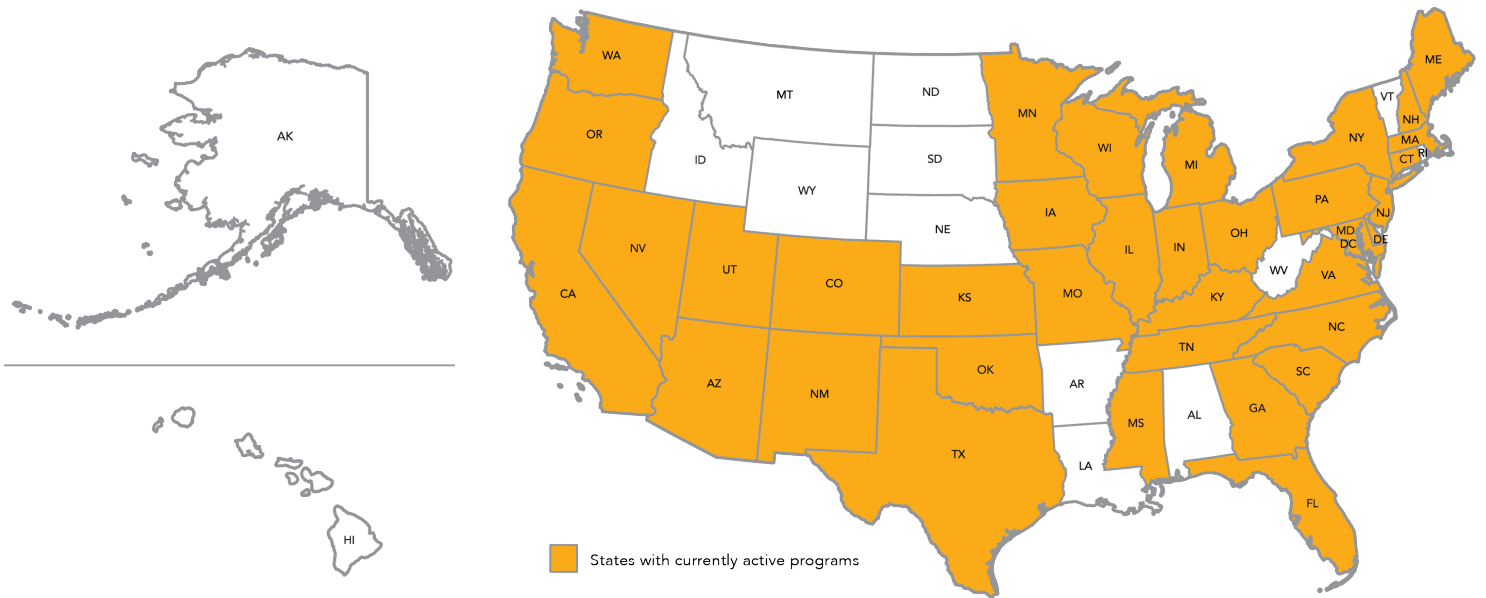 WA
ME
MT
ND
VT
MN
NH
OR
AK
NY
MA
WI
RI
ID
SD
CT
MI
WY
PA
IA
NJ
NE
MD
OH
DE
DC
NV
IL
IN
UT
WV
VA
CO
CA
MO
KS
KY
NC
TN
OK
SC
AZ
AR
NM
GA
AL
MS
TX
LA
FL
HI
States with currently active programs